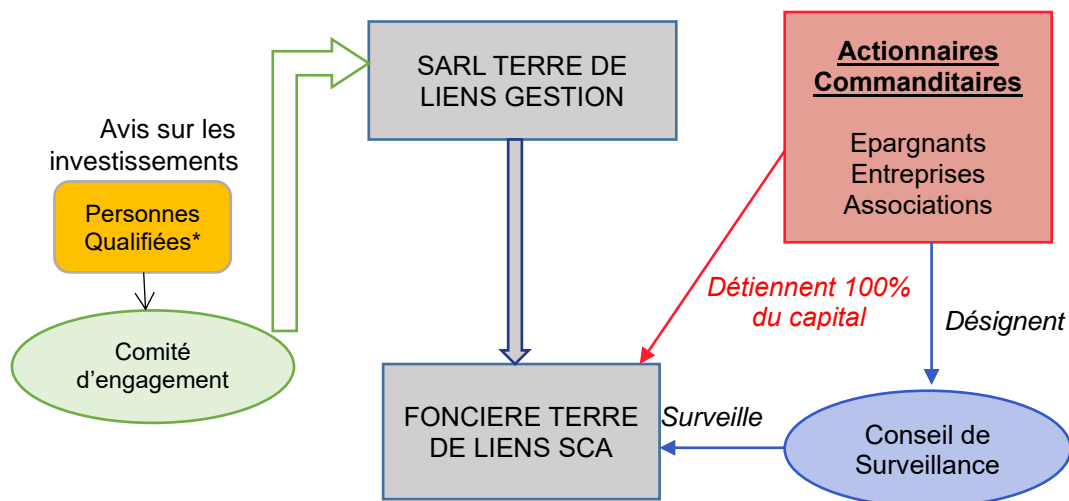 SARL TERRE DE
LIENS GESTION
Actionnaires
Commanditaires
Epargnants
Entreprises
Associations
Avis sur les
investissements
Personnes
Qualifiées*
Comité
d’engagement
Détiennent 100%
du capital
Désignent
FONCIERE TERRE
DE LIENS SCA
Surveille
Conseil de
Surveillance